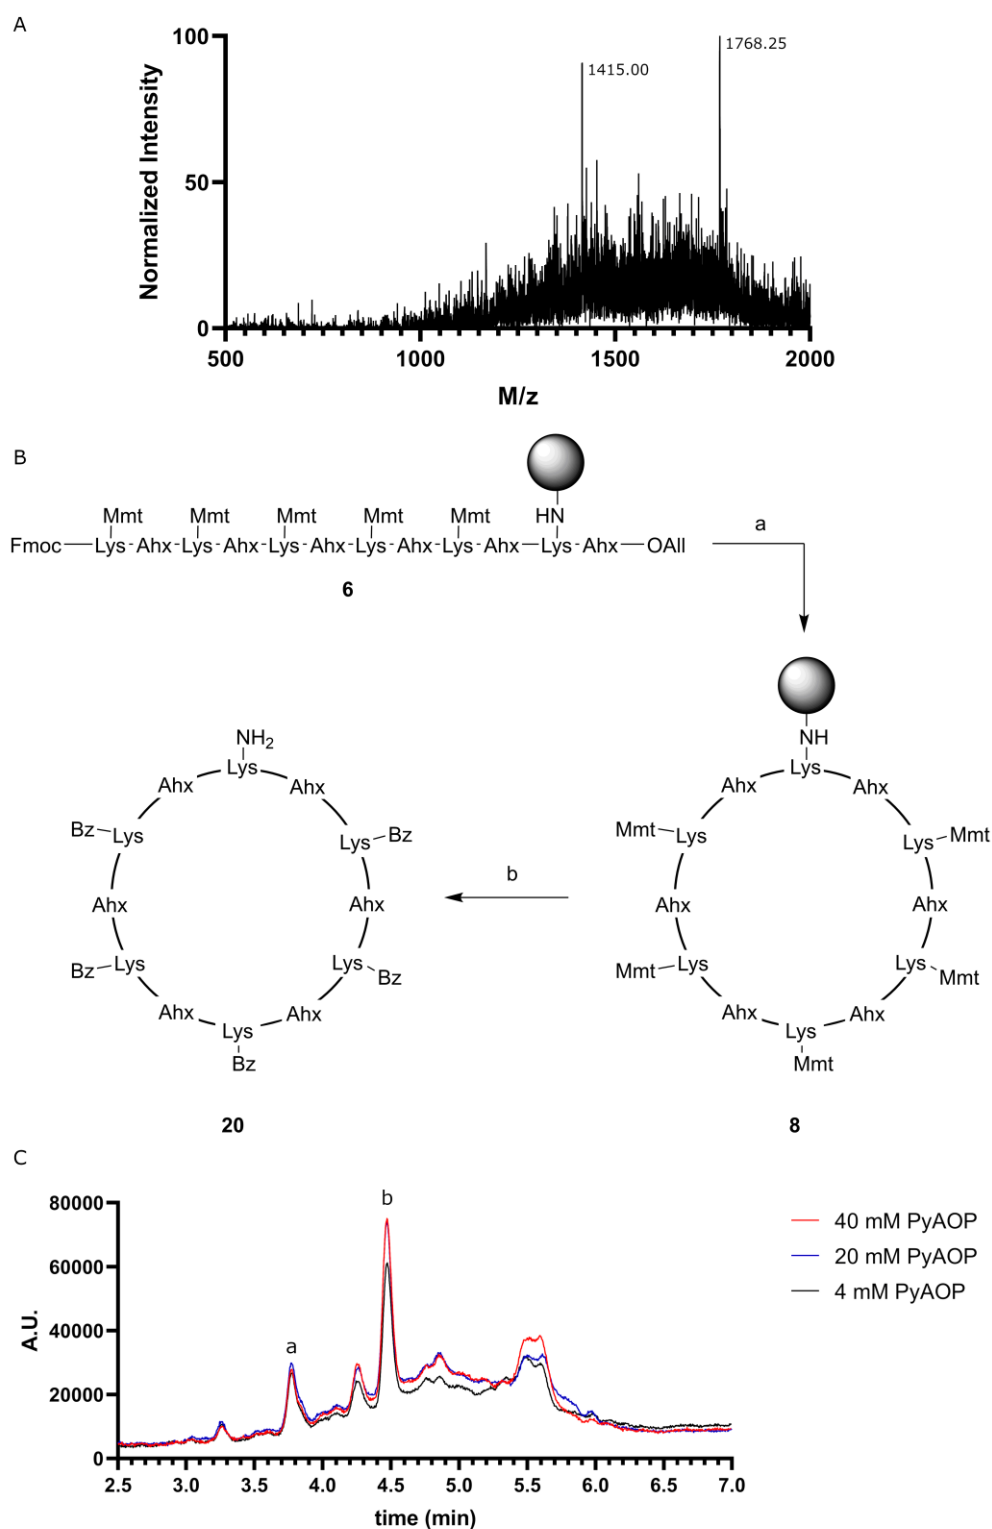 A
100
50
0
Normalized Intensity
1415.00
1768.25
500
1000
1500
2000
M/z
B
Mmt Mmt Mmt Mmt Mmt HN
Fmoc Lys Ahx Lys Ahx Lys Ahx Lys Ahx Lys Ahx Lys Ahx OAll
6
a
NH2
Lys
Ahx Ahx
Bz Lys Lys Bz
Ahx Ahx
Bz Lys Lys Bz
Ahx Ahx
Lys
Bz
20
b
NH
Lys
Ahx Ahx
Mmt Lys Lys Mmt
Ahx Ahx
Mmt Lys Lys Mmt
Ahx Ahx
Lys
Mmt
8
C
80000
60000
40000
20000
0
A.U.
a
b
40 mM PyAOP
20 mM PyAOP
4 mM PyAOP
2.5 3.0 3.5 4.0 4.5 5.0 5.5 6.0 6.5 7.0
time (min)